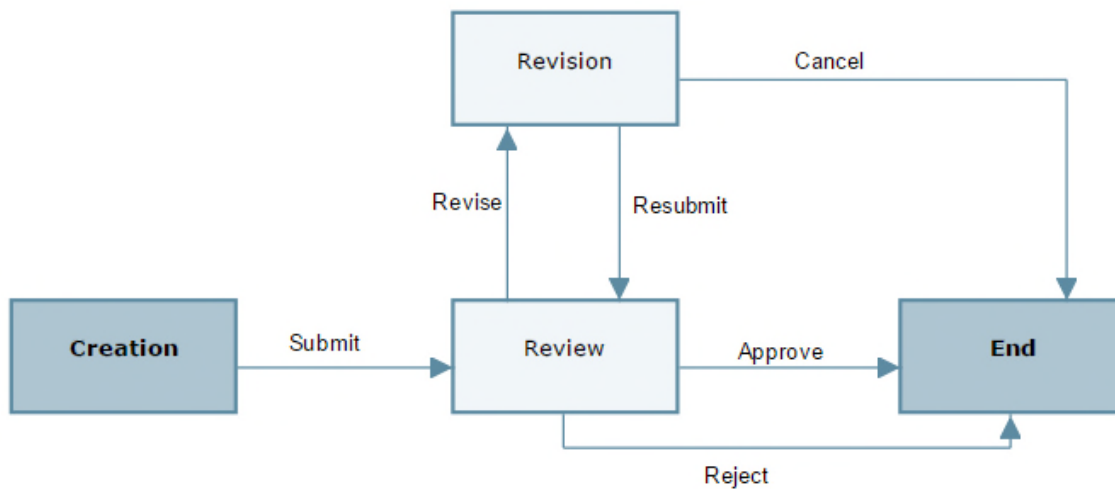 Revision
Cancel
Revise
Resubmit
Creation
Submit
Review
Approve
End
Reject